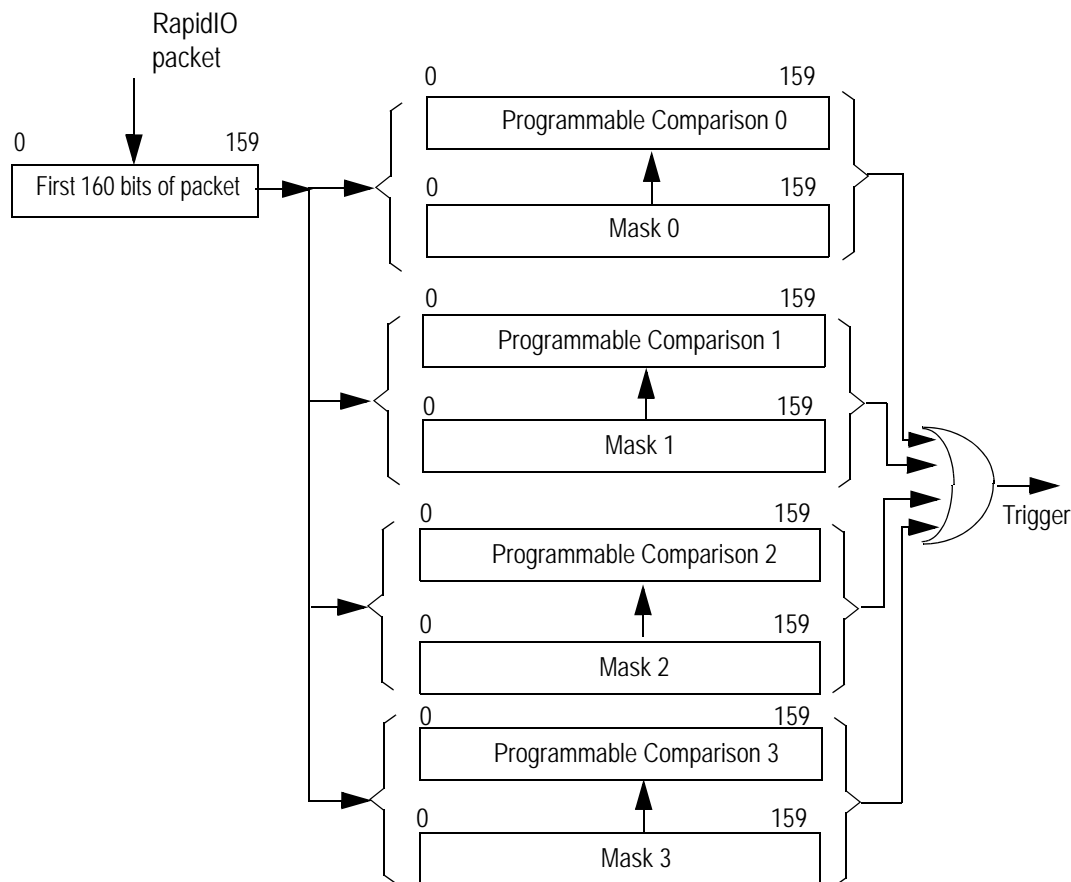 RapidIO
packet
0 159
First 160 bits of packet
0 159
Programmable Comparison 0
0 159
Mask 0
0 159
Programmable Comparison 1
0 159
Mask 1
0 159
Programmable Comparison 2
0 159
Mask 2
0 159
Programmable Comparison 3
0 159
Mask 3
Trigger